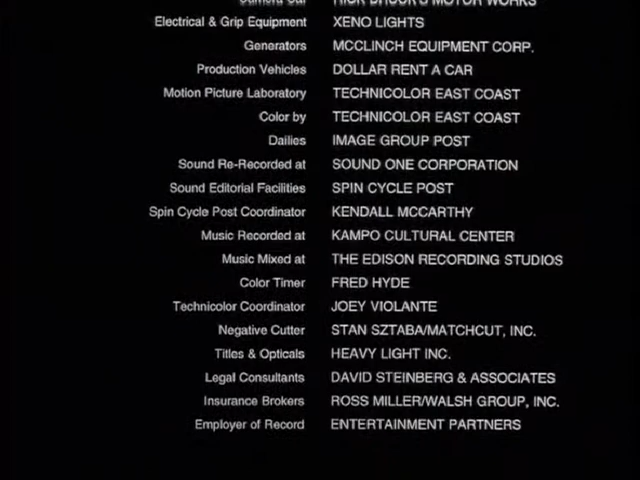 Camera Car
Electrical & Grip Equipment XENO LIGHTS
Generators MCCLINCH EQUIPMENT CORP.
Production Vehicles DOLLAR RENT A CAR
Motion Picture Laboratory TECHNICOLOR EAST COAST
Color by TECHNICOLOR EAST COAST
Dailies IMAGE GROUP POST
Sound Re-Recorded at SOUND ONE CORPORATION
Sound Editorial Facilities SPIN CYCLE POST
Spin Cycle Post Coordinator KENDALL MCCARTHY
Music Recorded at KAMPO CULTURAL CENTER
Music Mixed at THE EDISON RECORDING STUDIOS
Color Timer FRED HYDE
Technicolor Coordinator JOEY VIOLANTE
Negative Cutter STAN SZTABA/MATCHCUT, INC.
Titles & Opticals HEAVY LIGHT INC.
Legal Consultants DAVID STEINBERG & ASSOCIATES
Insurance Brokers ROSS MILLER/WALSH GROUP, INC.
Employer of Record ENTERTAINMENT PARTNERS